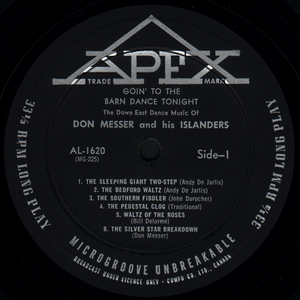 APEX
TRADE MARK
GOIN' TO THE
BARN DANCE TONIGHT
The Down East Dance Music Of
DON MESSER and his ISLANDERS
AL-1620
(MG-225)
Side-1
1. THE SLEEPING GIANT TWO-STEP (Andy De Jarlis)
2. THE BEDFORD WALTZ (Andy De Jarlis)
3. THE SOUTHERN FIDDLER (John Durocher)
4. THE PEDESTAL CLOG (Traditional)
5. WALTZ OF THE ROSES
(Bill Delorme)
6. THE SILVER STAR BREAKDOWN
(Don Messer)
33⅓ RPM LONG PLAY
33⅓ RPM LONG PLAY
MICROGROOVE UNBREAKABLE
BROADCAST UNDER LICENCE ONLY - COMPO CO. LTD., CANADA